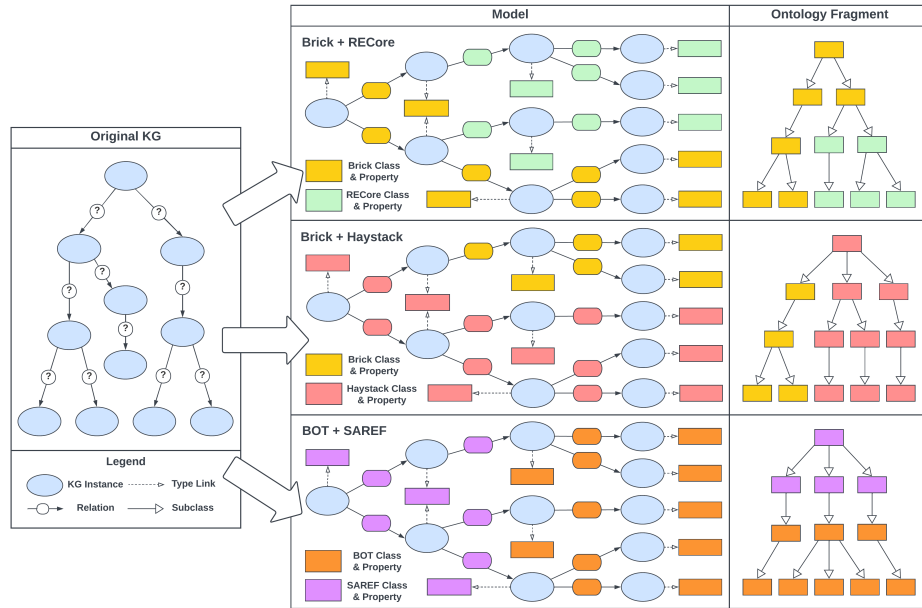 Model
Ontology Fragment
Brick + RECore
Brick Class
& Property
RECore Class
& Property
Original KG
?
?
?
?
?
?
?
?
?
?
Legend
KG Instance
Type Link
Relation
Subclass
Brick + Haystack
Brick Class
& Property
Haystack Class
& Property
BOT + SAREF
BOT Class
& Property
SAREF Class
& Property